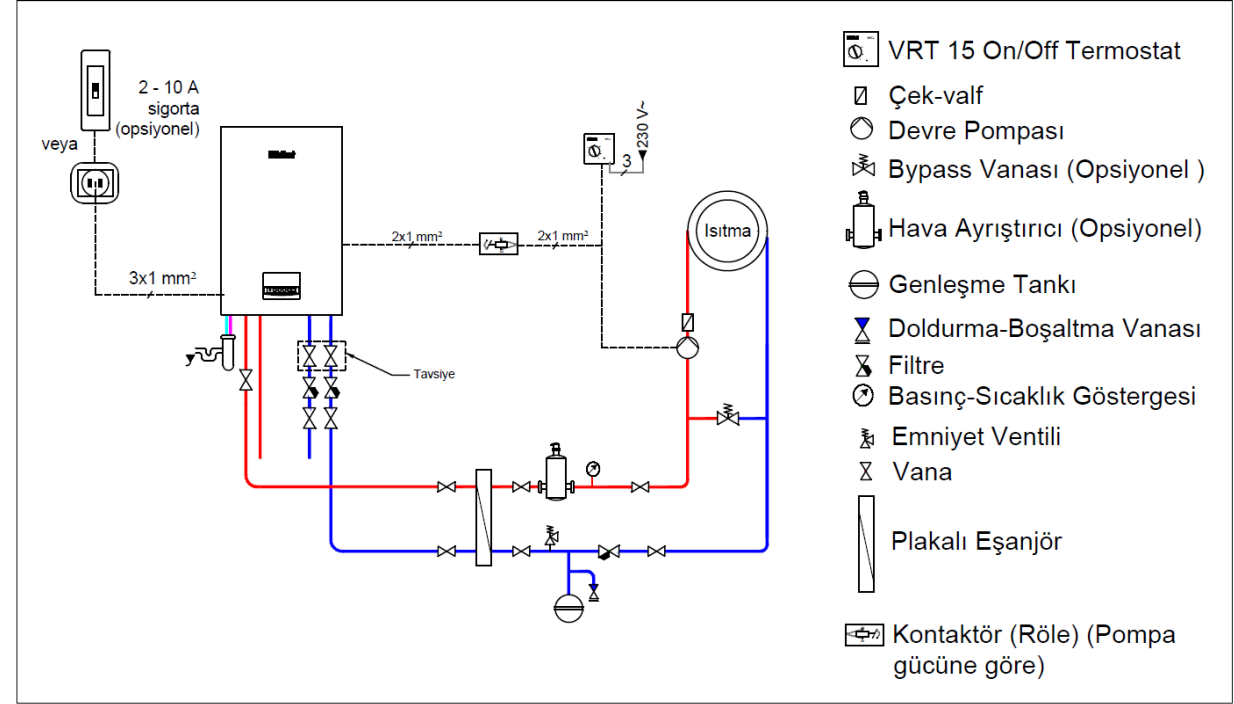 2 - 10 A
sigorta
(opsiyonel)
veya
3x1 mm²
2x1 mm²
2x1 mm²
3
230 V~
Isıtma
Tavsiye
VRT 15 On/Off Termostat
Çek-valf
Devre Pompası
Bypass Vanası (Opsiyonel )
Hava Ayrıştırıcı (Opsiyonel)
Genleşme Tankı
Doldurma-Boşaltma Vanası
Filtre
Basınç-Sıcaklık Göstergesi
Emniyet Ventili
Vana
Plakalı Eşanjör
Kontaktör (Röle) (Pompa
gücüne göre)